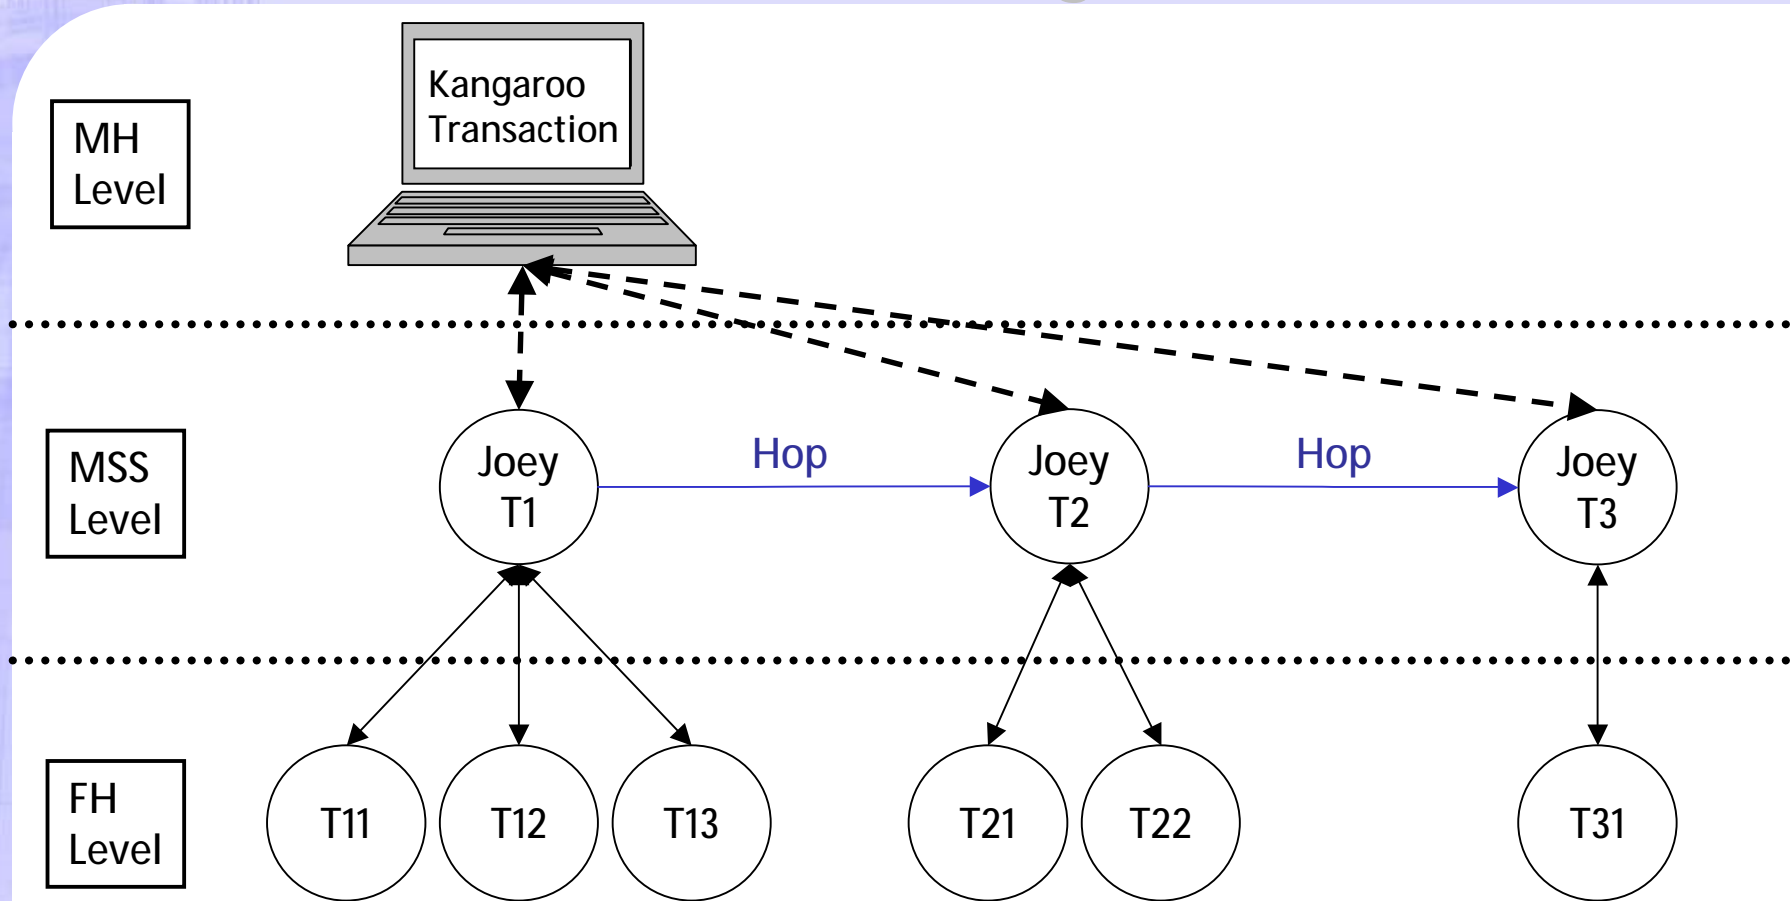 Kangaroo
Transaction
MH
Level
MSS
Level
Joey
T1
Hop
Joey
T2
Hop
Joey
T3
FH
Level
T11
T12
T13
T21
T22
T31